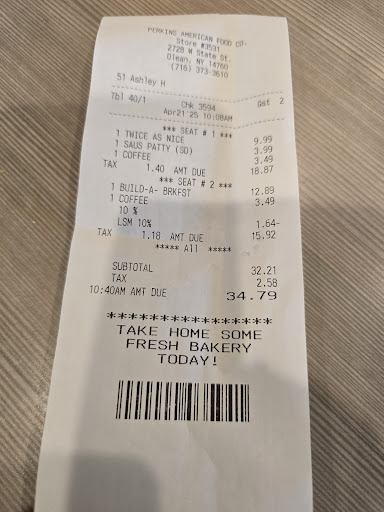 PERKINS AMERICAN FOOD CO.
Store #3531
2728 W State St.
Olean, NY 14760
(716) 373-3610
51 Ashley H
Tbl 40/1 Chk 3594 Gst 2
Apr21'25 10:08AM
*** SEAT # 1 ***
1 TWICE AS NICE 9.99
1 SAUS PATTY (SD) 3.99
1 COFFEE 3.49
TAX 1.40 AMT DUE 18.87
*** SEAT # 2 ***
1 BUILD-A- BRKFST 12.89
1 COFFEE 3.49
10 %
LSM 10% 1.64-
TAX 1.18 AMT DUE 15.92
***** All *****
SUBTOTAL 32.21
TAX 2.58
10:40AM AMT DUE 34.79
****************
TAKE HOME SOME
FRESH BAKERY
TODAY!